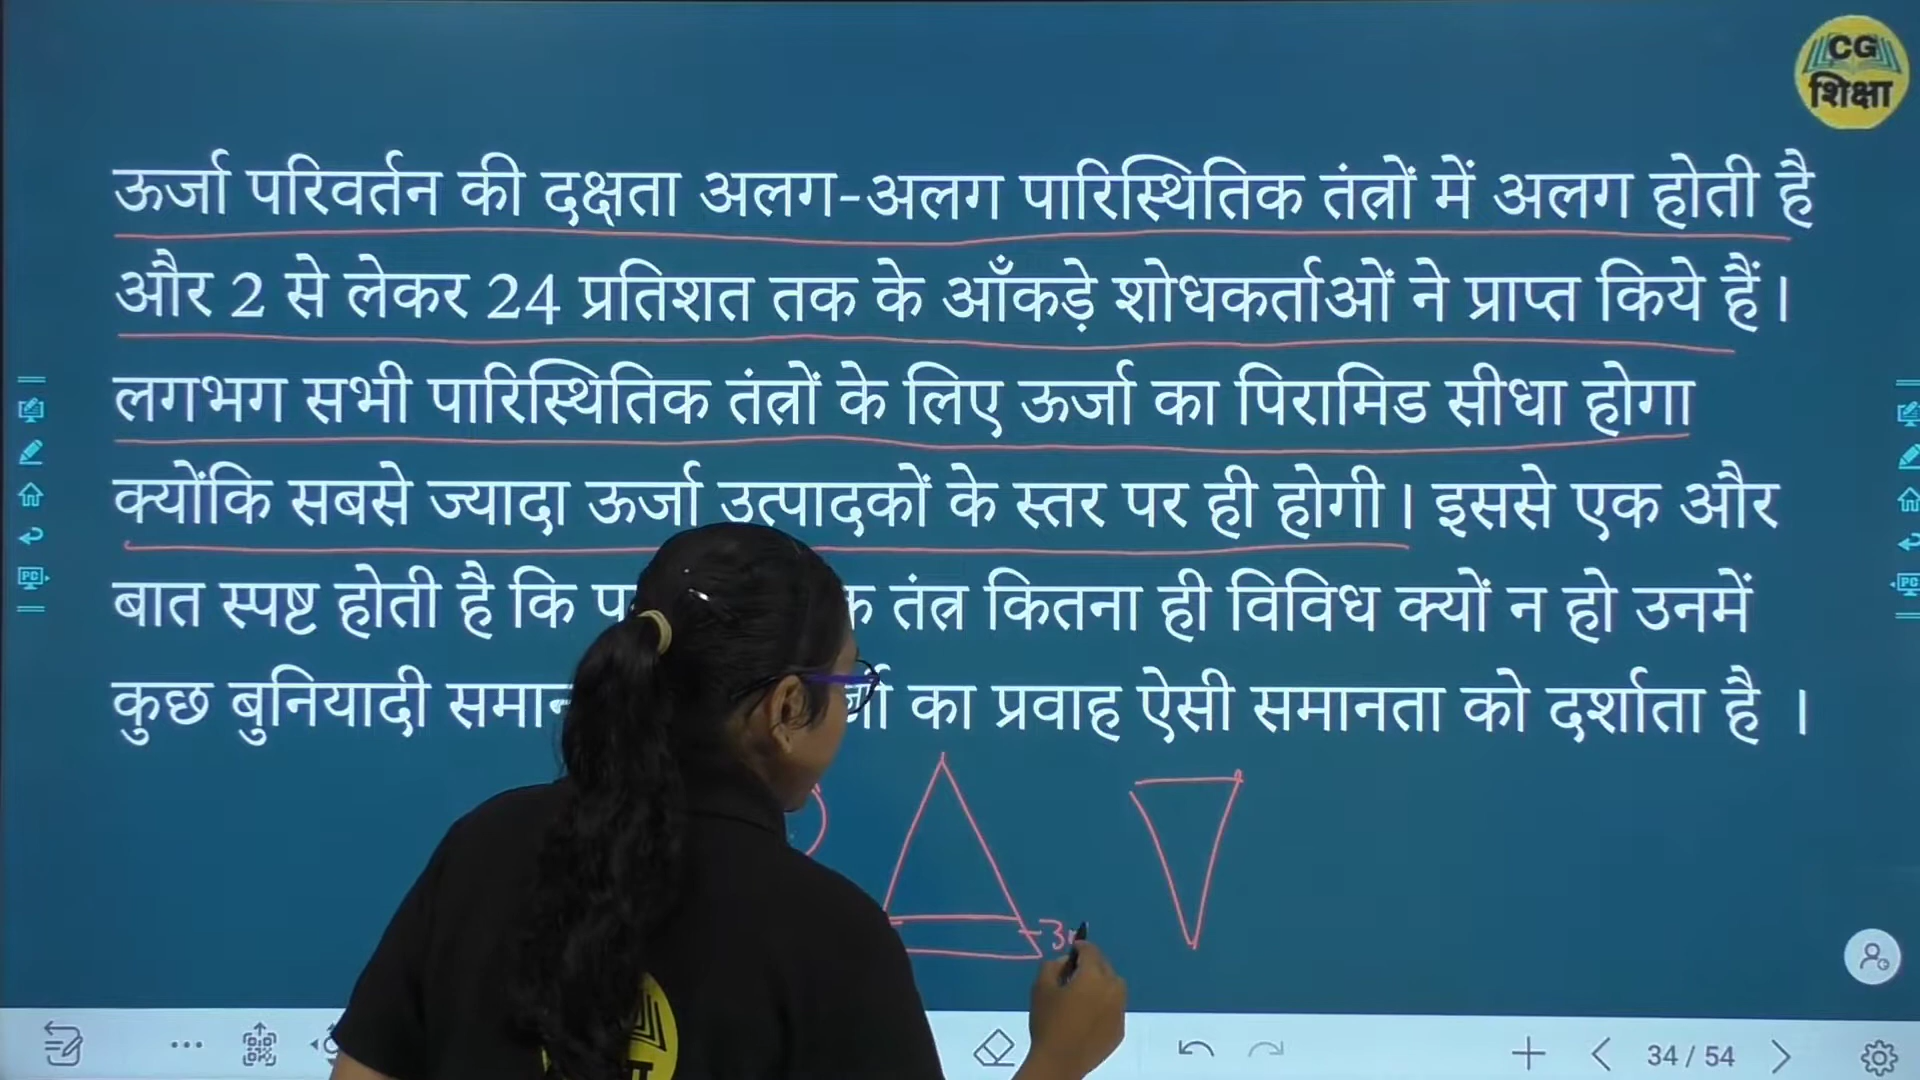 CG
शिक्षा
ऊर्जा परिवर्तन की दक्षता अलग-अलग पारिस्थितिक तंत्रों में अलग होती है
और 2 से लेकर 24 प्रतिशत तक के आँकड़े शोधकर्ताओं ने प्राप्त किये हैं।
लगभग सभी पारिस्थितिक तंत्रों के लिए ऊर्जा का पिरामिड सीधा होगा
क्योंकि सबसे ज्यादा ऊर्जा उत्पादकों के स्तर पर ही होगी। इससे एक और
बात स्पष्ट होती है कि तंत्र कितना ही विविध क्यों न हो उनमें
कुछ बुनियादी का प्रवाह ऐसी समानता को दर्शाता है ।
PC
PC
34 / 54